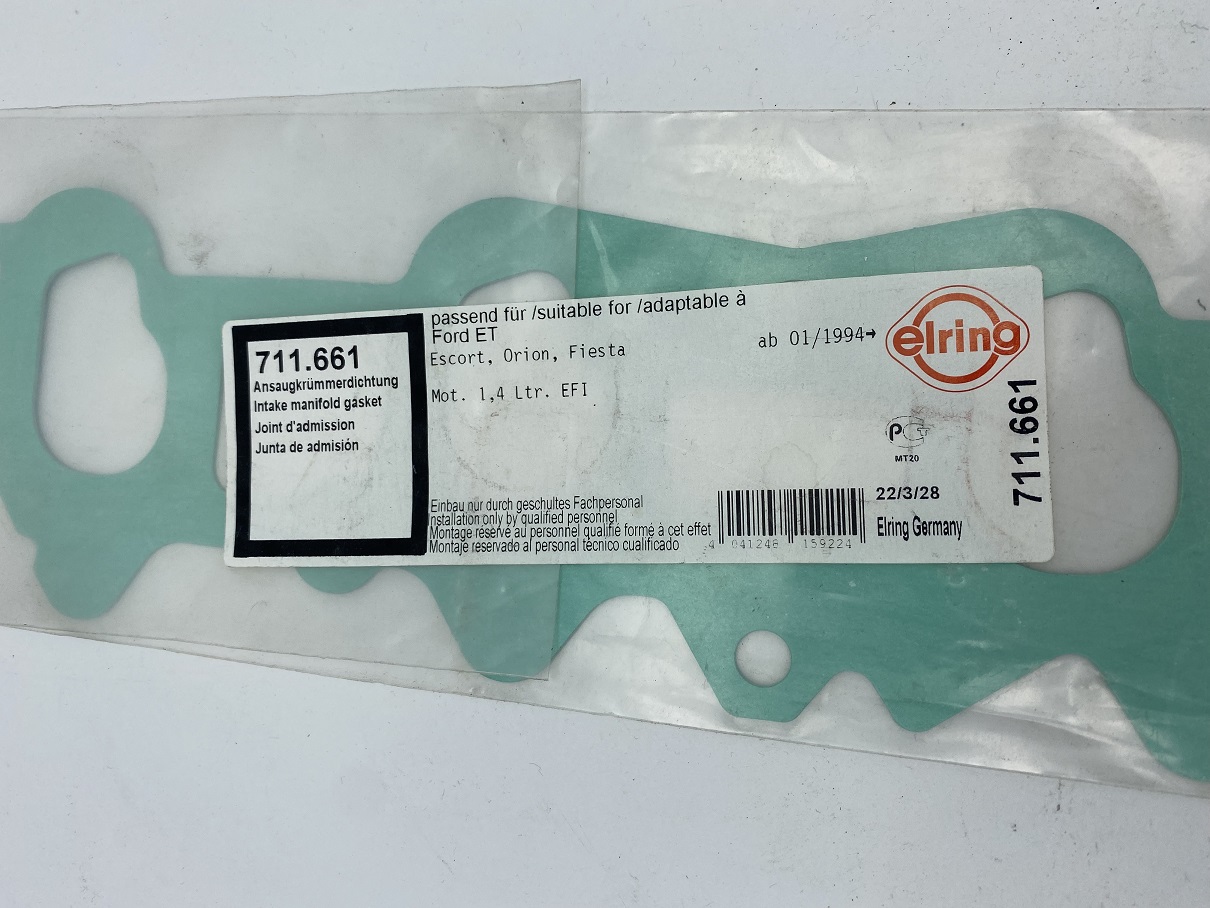 711.661
Ansaugkrümmerdichtung
Intake manifold gasket
Joint d'admission
Junta de admisión
passend für /suitable for /adaptable à
Ford ET
Escort, Orion, Fiesta
ab 01/1994→
Mot. 1,4 Ltr. EFI
elring
MT20
711.661
Einbau nur durch geschultes Fachpersonal
nstallation only by qualified personnel
Montage réservé au personnel qualifié formé à cet effet
Montaje reservado al personal técnico cualificado
4 041248 159224
22/3/28
Elring Germany